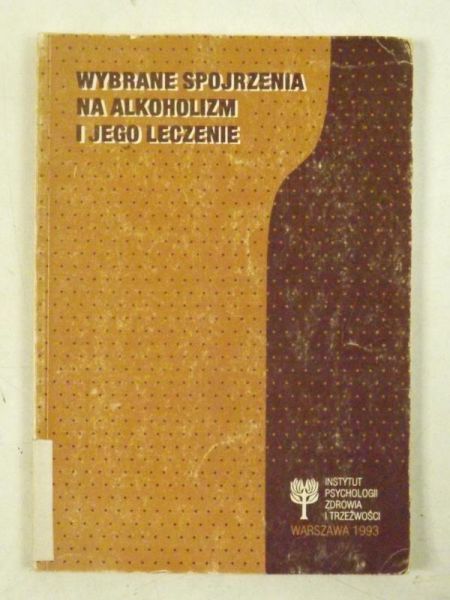 WYBRANE SPOJRZENIA
NA ALKOHOLIZM
I JEGO LECZENIE
INSTYTUT
PSYCHOLOGII
ZDROWIA
I TRZEŹWOŚCI
WARSZAWA 1993